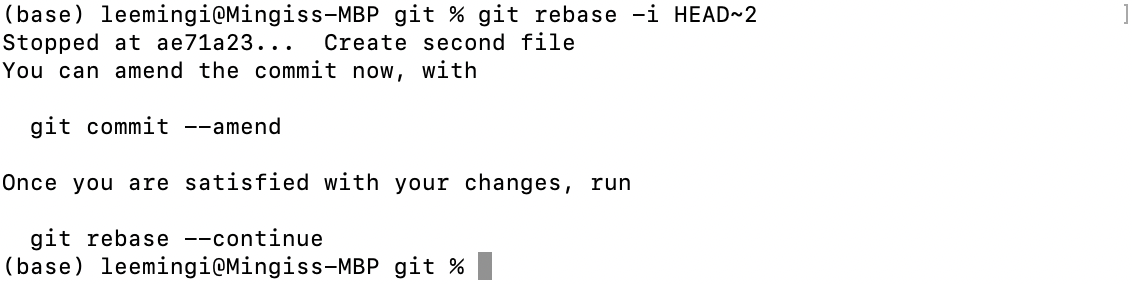 (base) leemingi@Mingiss-MBP git % git rebase -i HEAD~2
Stopped at ae71a23...  Create second file
You can amend the commit now, with
  git commit --amend
Once you are satisfied with your changes, run
  git rebase --continue
(base) leemingi@Mingiss-MBP git %